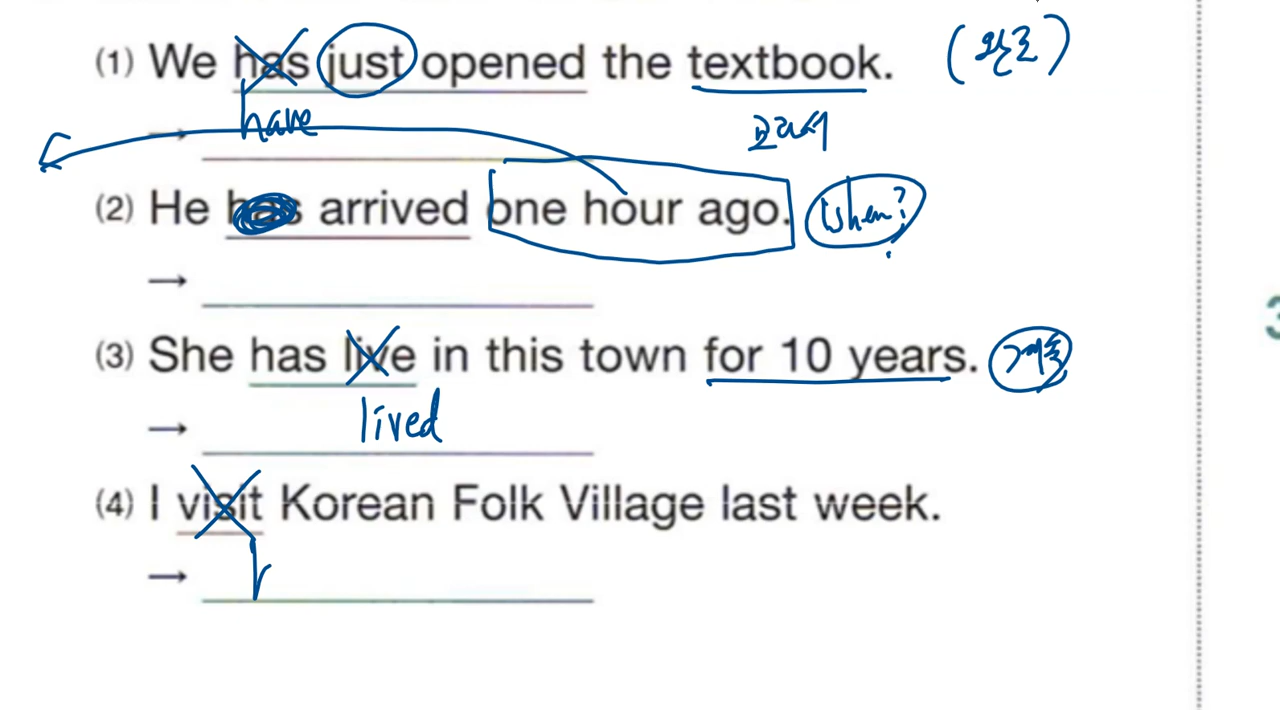 (1) We has just opened the textbook. (완료)
have
교과서
→
(2) He has arrived one hour ago. when?
→
(3) She has live in this town for 10 years. 계속
→ lived
(4) I visit Korean Folk Village last week.
→
3